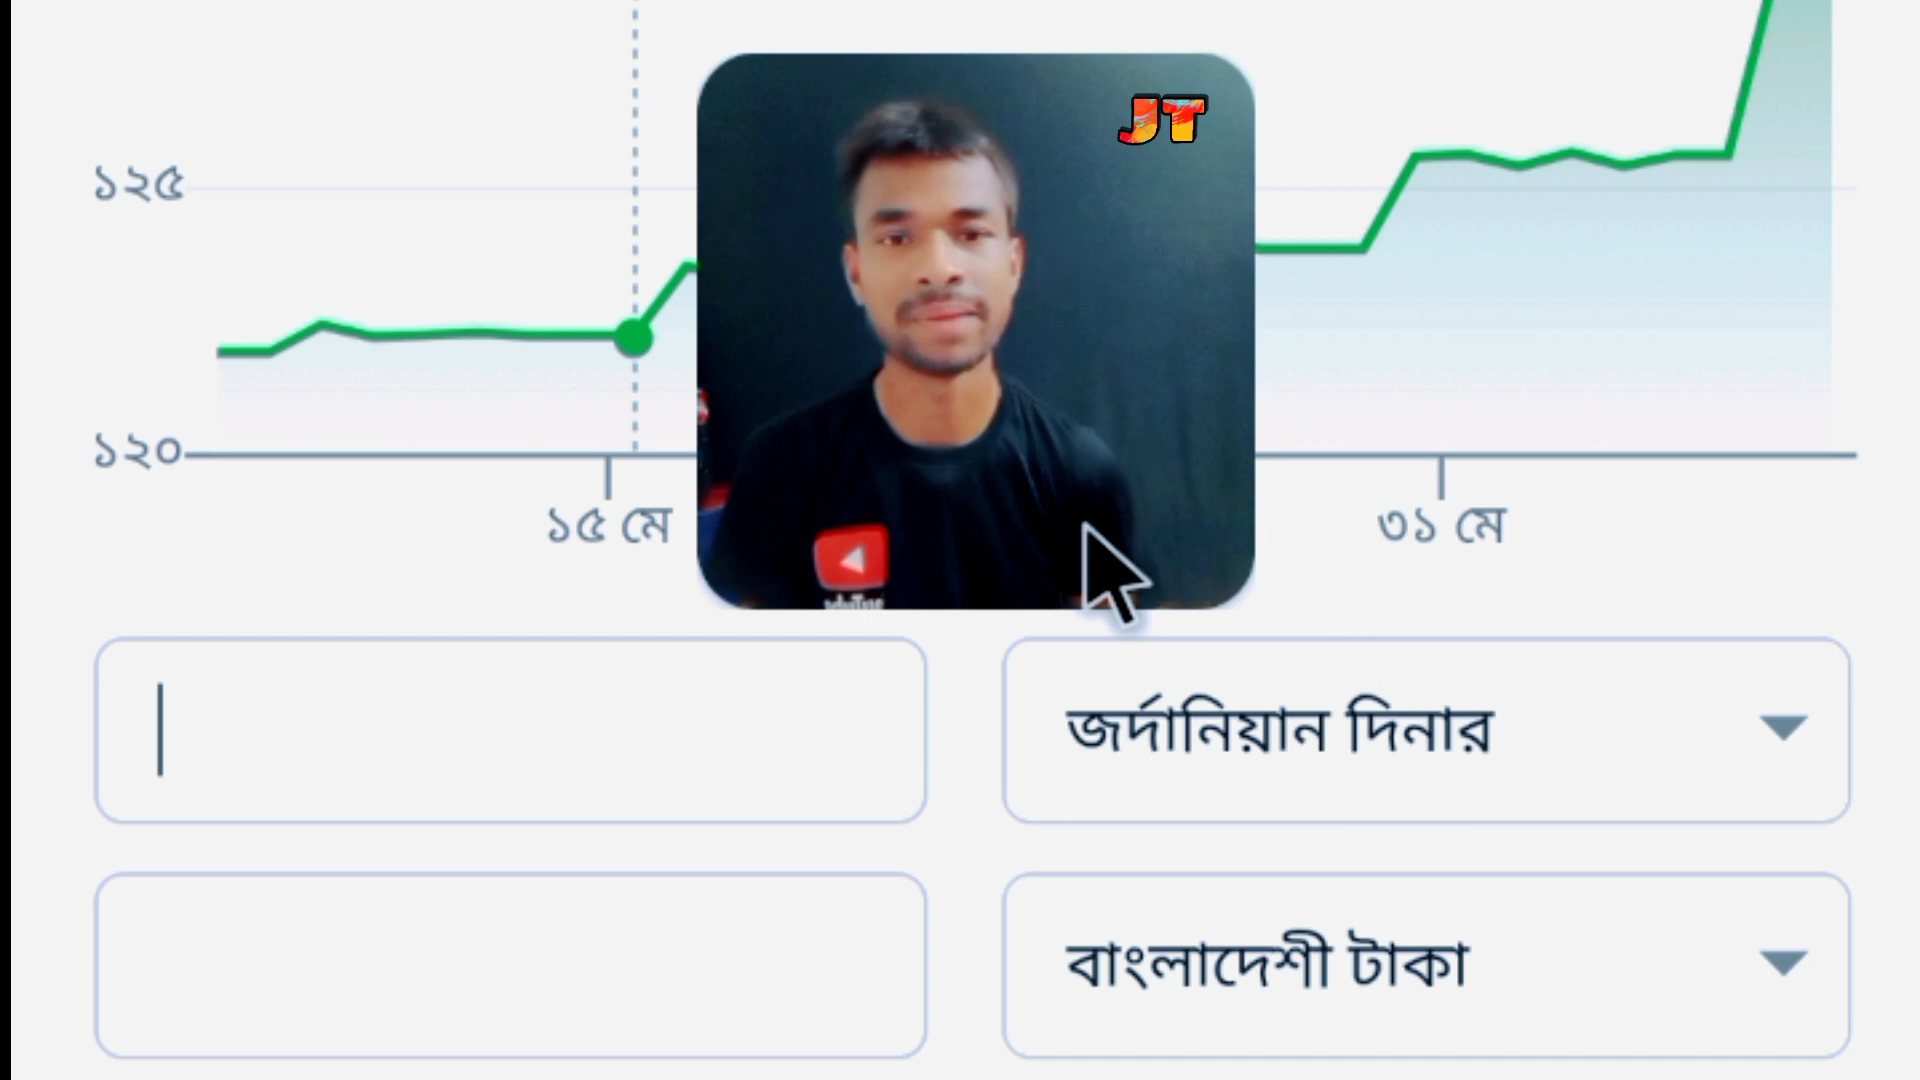 JT
১২৫
১২০
১৫ মে
৩১ মে
জর্দানিয়ান দিনার
বাংলাদেশী টাকা